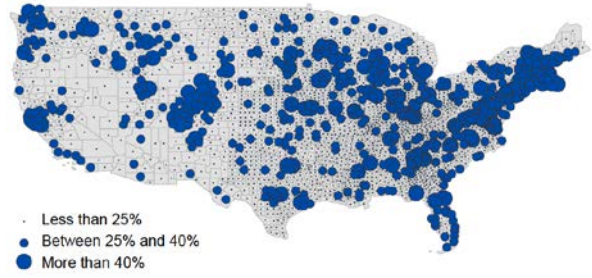 Less than 25%
Between 25% and 40%
More than 40%